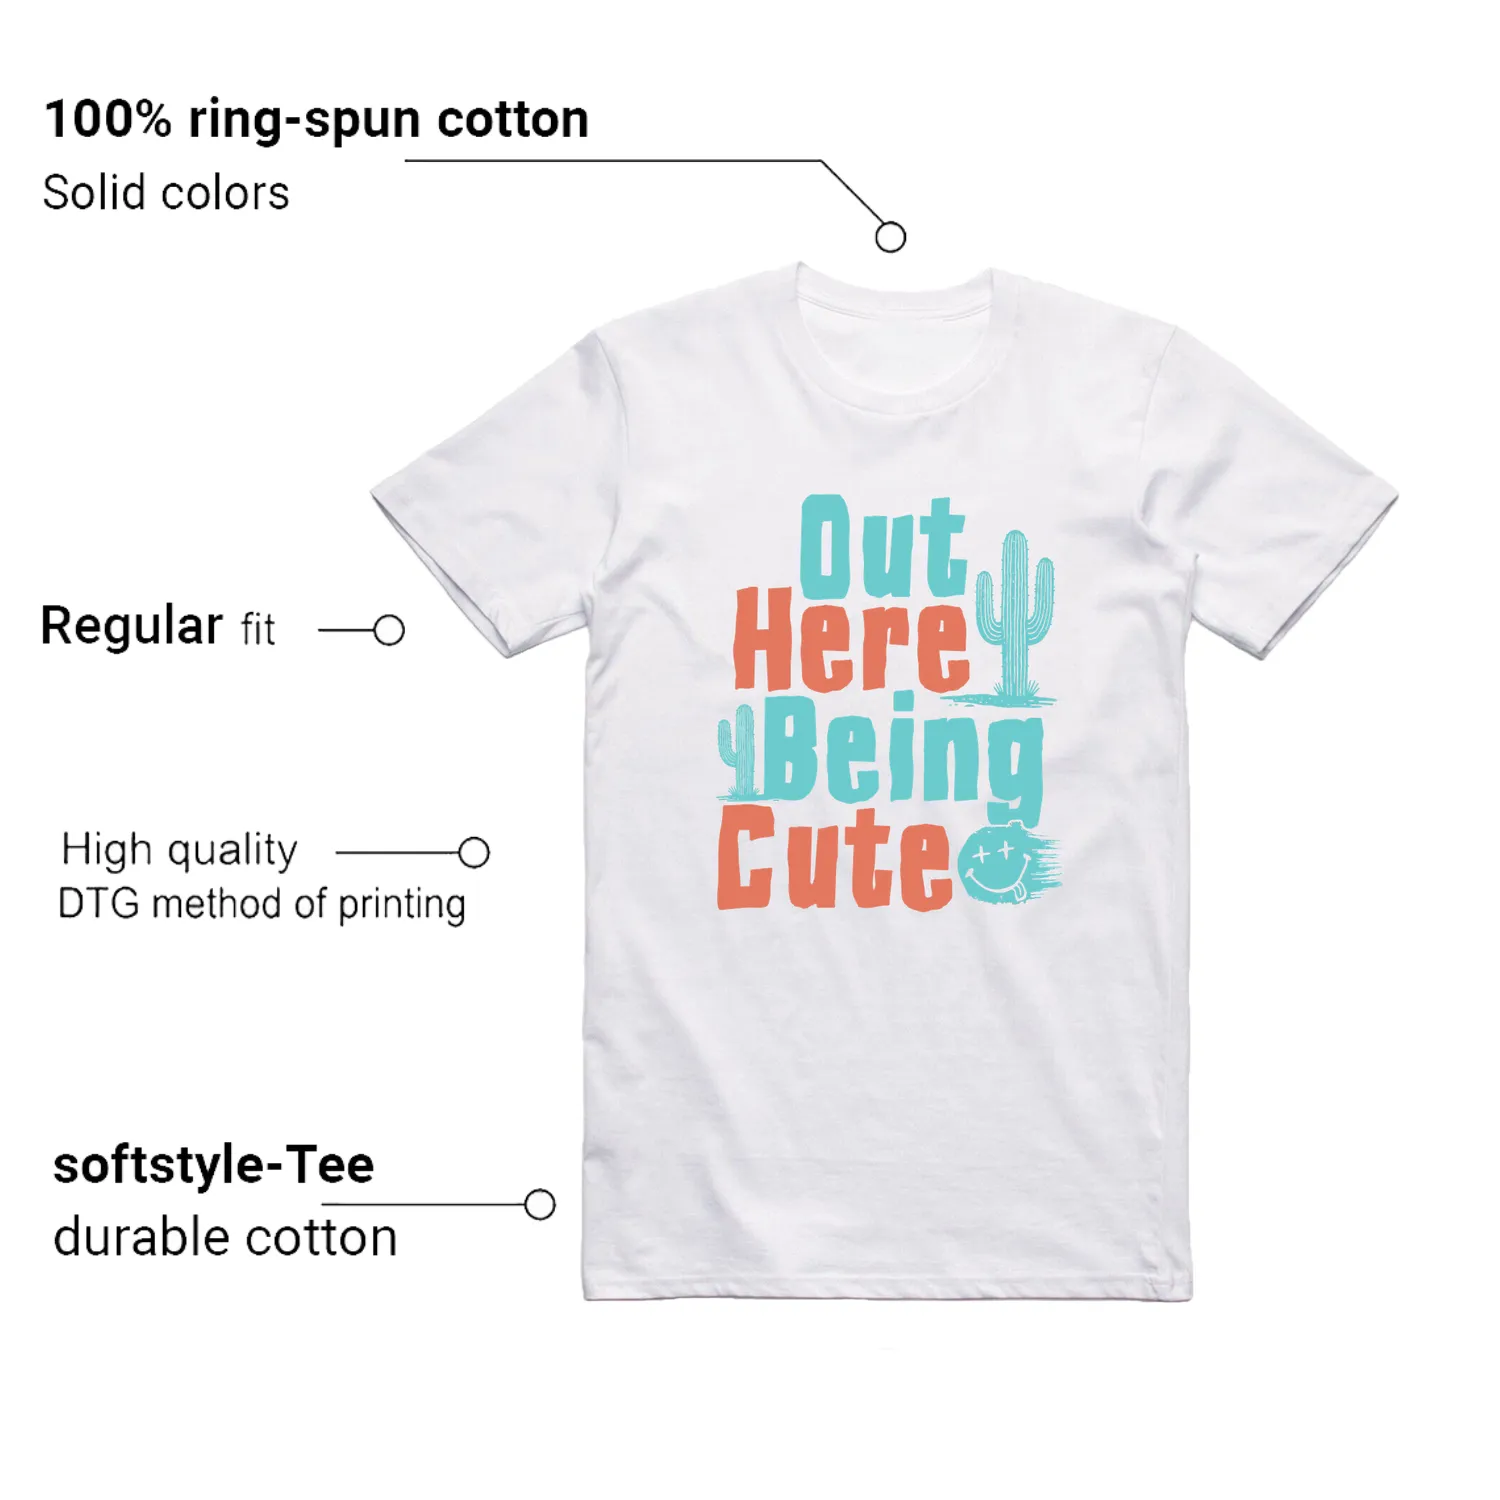 100% ring-spun cotton
Solid colors
Regular fit
High quality
DTG method of printing
softstyle-Tee
durable cotton
Out
Here
Being
Cute